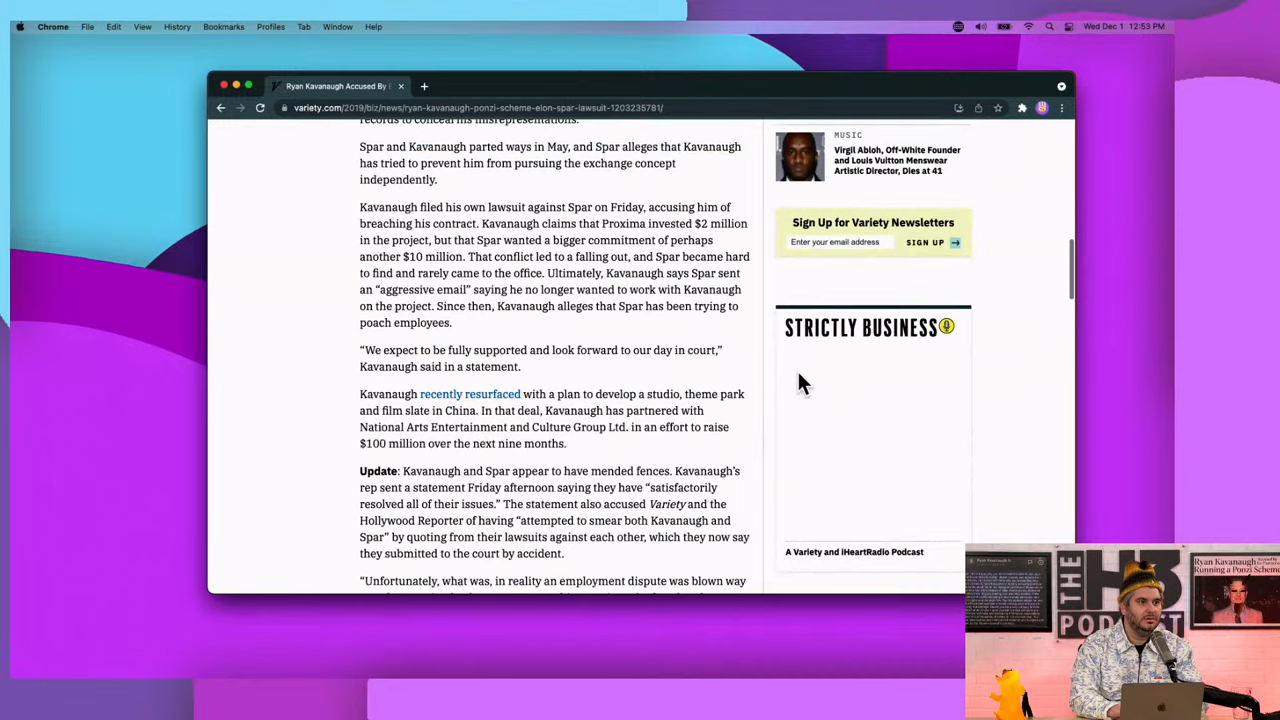 Chrome File Edit View History Bookmarks Profiles Tab Window Help
Wed Dec 1 12:53 PM
Ryan Kavanaugh Accused By
variety.com/2019/biz/news/ryan-kavanaugh-ponzi-scheme-elon-spar-lawsuit-1203235781/
records to conceal his misrepresentations.
Spar and Kavanaugh parted ways in May, and Spar alleges that Kavanaugh
has tried to prevent him from pursuing the exchange concept
independently.
Kavanaugh filed his own lawsuit against Spar on Friday, accusing him of
breaching his contract. Kavanaugh claims that Proxima invested $2 million
in the project, but that Spar wanted a bigger commitment of perhaps
another $10 million. That conflict led to a falling out, and Spar became hard
to find and rarely came to the office. Ultimately, Kavanaugh says Spar sent
an “aggressive email” saying he no longer wanted to work with Kavanaugh
on the project. Since then, Kavanaugh alleges that Spar has been trying to
poach employees.
“We expect to be fully supported and look forward to our day in court,”
Kavanaugh said in a statement.
Kavanaugh recently resurfaced with a plan to develop a studio, theme park
and film slate in China. In that deal, Kavanaugh has partnered with
National Arts Entertainment and Culture Group Ltd. in an effort to raise
$100 million over the next nine months.
Update: Kavanaugh and Spar appear to have mended fences. Kavanaugh’s
rep sent a statement Friday afternoon saying they have “satisfactorily
resolved all of their issues.” The statement also accused Variety and the
Hollywood Reporter of having “attempted to smear both Kavanaugh and
Spar” by quoting from their lawsuits against each other, which they now say
they submitted to the court by accident.
“Unfortunately, what was, in reality an employment dispute was blown way
MUSIC
Virgil Abloh, Off-White Founder
and Louis Vuitton Menswear
Artistic Director, Dies at 41
Sign Up for Variety Newsletters
Enter your email address SIGN UP
STRICTLY BUSINESS
A Variety and iHeartRadio Podcast
THE H3
PODCAST
Ryan Kavanaugh
Running a Ponzi Scheme